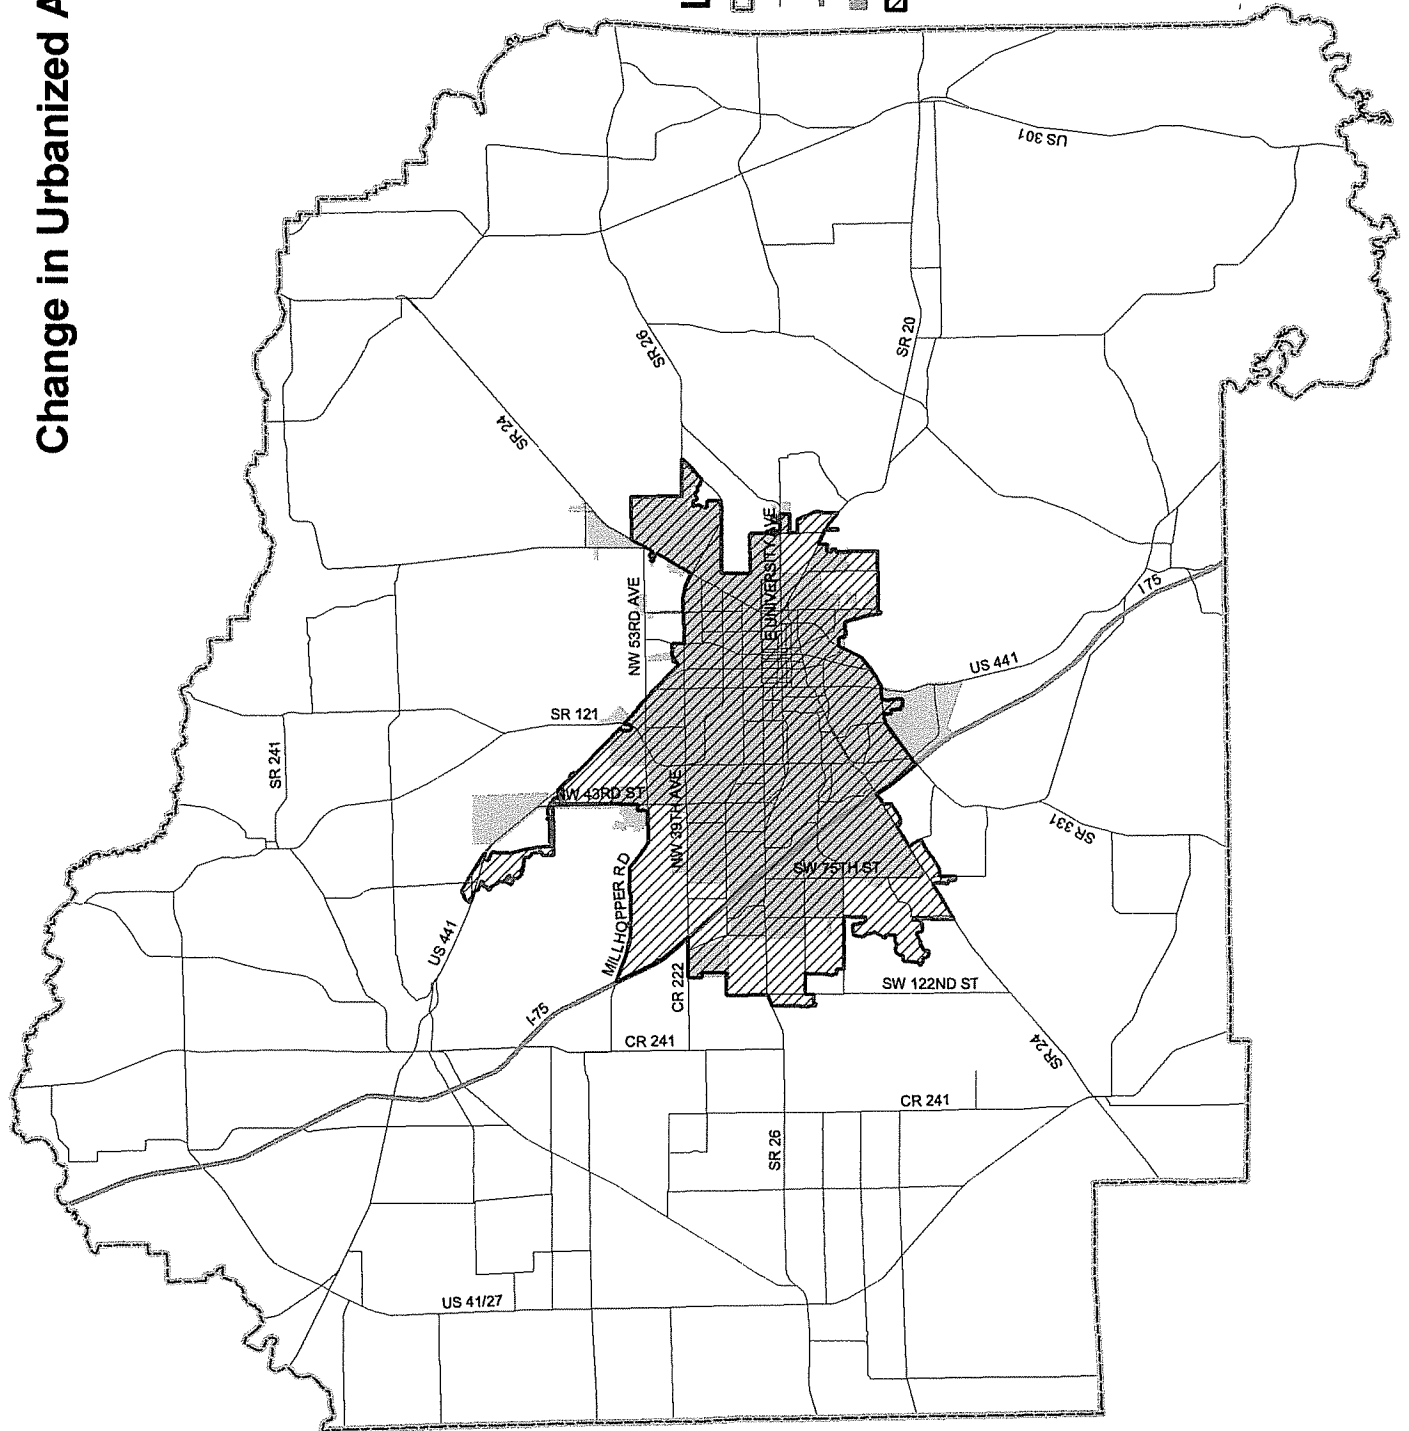 Change in Urbanized A
L
US 301
SR 26
SR 20
SR 24
E UNIVERSITY AVE
NW 53RD AVE
I 75
US 441
SR 121
SR 241
NW 43RD ST
NW 39TH AVE
SR 331
SW 75TH ST
MILLHOPPER RD
US 441
CR 222
SW 122ND ST
I-75
CR 241
SR 24
CR 241
SR 26
US 41/27